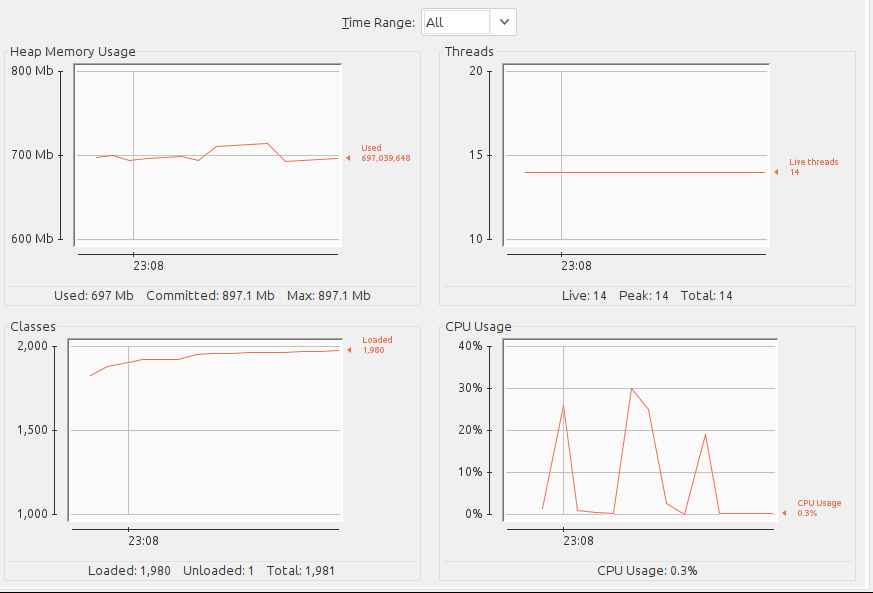 Time Range: All
Heap Memory Usage
800 Mb
700 Mb
600 Mb
Used
697,039,648
23:08
Used: 697 Mb Committed: 897.1 Mb Max: 897.1 Mb
Threads
20
15
10
Live threads
14
23:08
Live: 14 Peak: 14 Total: 14
Classes
2,000
1,500
1,000
Loaded
1,980
23:08
Loaded: 1,980 Unloaded: 1 Total: 1,981
CPU Usage
40%
30%
20%
10%
0%
CPU Usage
0.3%
23:08
CPU Usage: 0.3%